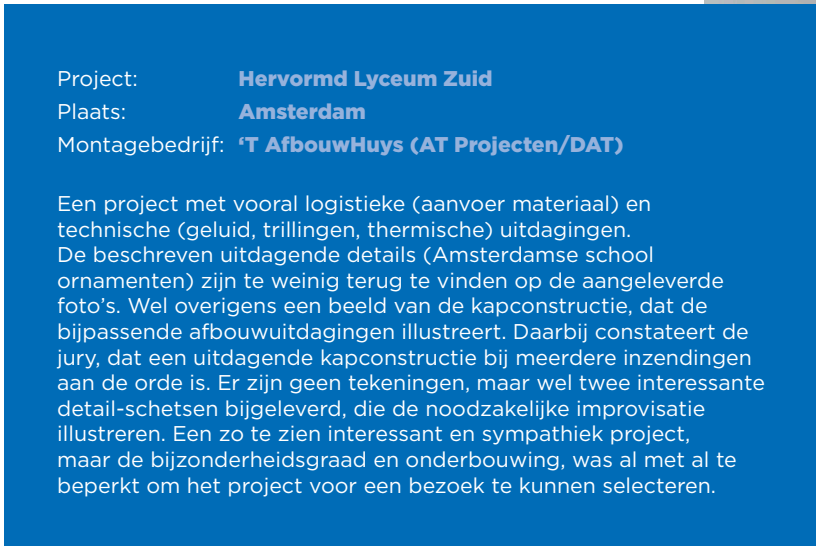 Project: Hervormd Lyceum Zuid
Plaats: Amsterdam
Montagebedrijf: ‘T AfbouwHuys (AT Projecten/DAT)
Een project met vooral logistieke (aanvoer materiaal) en
technische (geluid, trillingen, thermische) uitdagingen.
De beschreven uitdagende details (Amsterdamse school
ornamenten) zijn te weinig terug te vinden op de aangeleverde
foto’s. Wel overigens een beeld van de kapconstructie, dat de
bijpassende afbouwuitdagingen illustreert. Daarbij constateert de
jury, dat een uitdagende kapconstructie bij meerdere inzendingen
aan de orde is. Er zijn geen tekeningen, maar wel twee interessante
detail-schetsen bijgeleverd, die de noodzakelijke improvisatie
illustreren. Een zo te zien interessant en sympathiek project,
maar de bijzonderheidsgraad en onderbouwing, was al met al te
beperkt om het project voor een bezoek te kunnen selecteren.